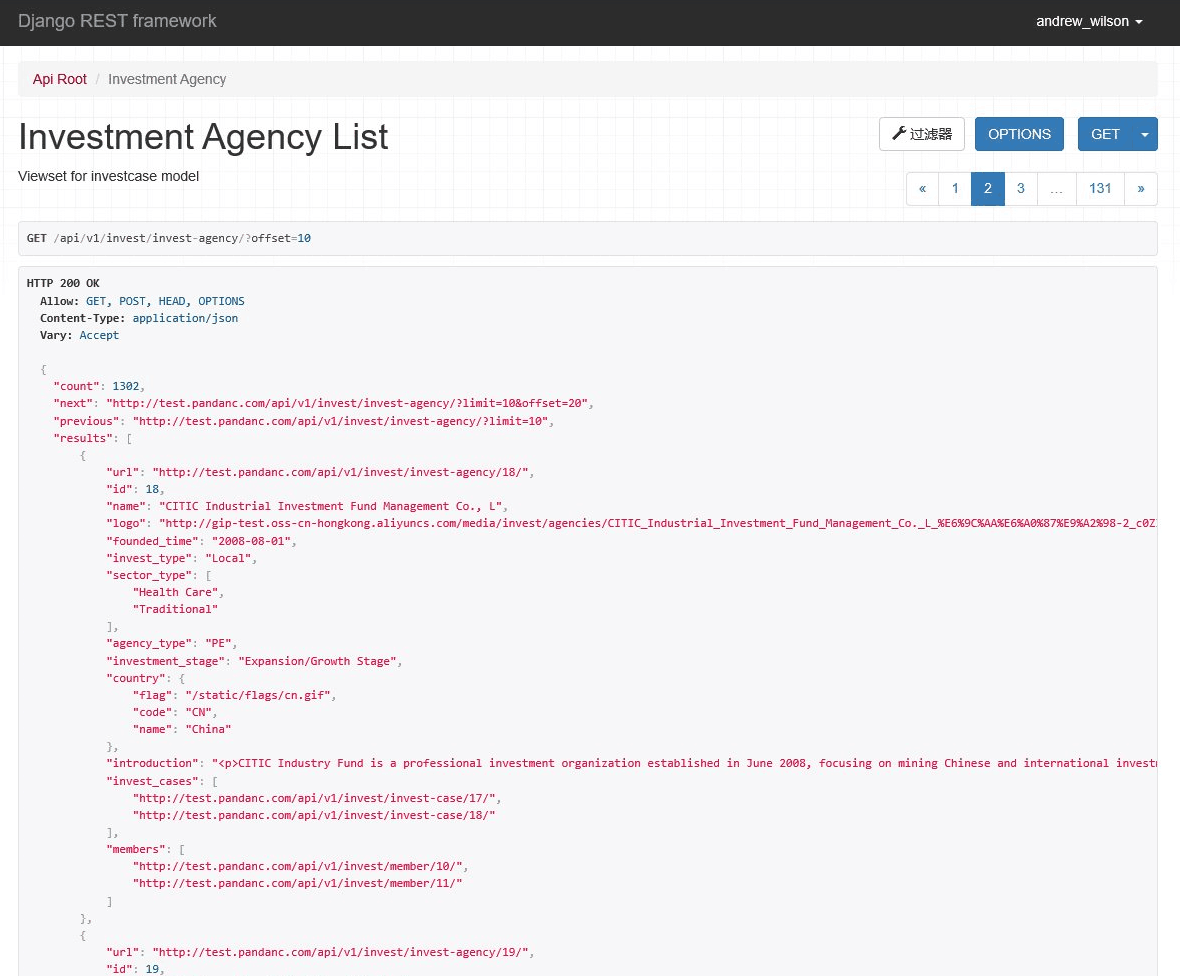 Django REST framework
andrew_wilson
Api Root / Investment Agency
Investment Agency List
过滤器
OPTIONS
GET
Viewset for investcase model
« 1 2 3 … 131 »
GET /api/v1/invest/invest-agency/?offset=10
HTTP 200 OK
Allow: GET, POST, HEAD, OPTIONS
Content-Type: application/json
Vary: Accept
{
"count": 1302,
"next": "http://test.pandanc.com/api/v1/invest/invest-agency/?limit=10&offset=20",
"previous": "http://test.pandanc.com/api/v1/invest/invest-agency/?limit=10",
"results": [
{
"url": "http://test.pandanc.com/api/v1/invest/invest-agency/18/",
"id": 18,
"name": "CITIC Industrial Investment Fund Management Co., L",
"logo": "http://gip-test.oss-cn-hongkong.aliyuncs.com/media/invest/agencies/CITIC_Industrial_Investment_Fund_Management_Co._L_%E6%9C%AA%E6%A0%87%E9%A2%98-2_c0Z
"founded_time": "2008-08-01",
"invest_type": "Local",
"sector_type": [
"Health Care",
"Traditional"
],
"agency_type": "PE",
"investment_stage": "Expansion/Growth Stage",
"country": {
"flag": "/static/flags/cn.gif",
"code": "CN",
"name": "China"
},
"introduction": "<p>CITIC Industry Fund is a professional investment organization established in June 2008, focusing on mining Chinese and international invest
"invest_cases": [
"http://test.pandanc.com/api/v1/invest/invest-case/17/",
"http://test.pandanc.com/api/v1/invest/invest-case/18/"
],
"members": [
"http://test.pandanc.com/api/v1/invest/member/10/",
"http://test.pandanc.com/api/v1/invest/member/11/"
]
},
{
"url": "http://test.pandanc.com/api/v1/invest/invest-agency/19/",
"id": 19,